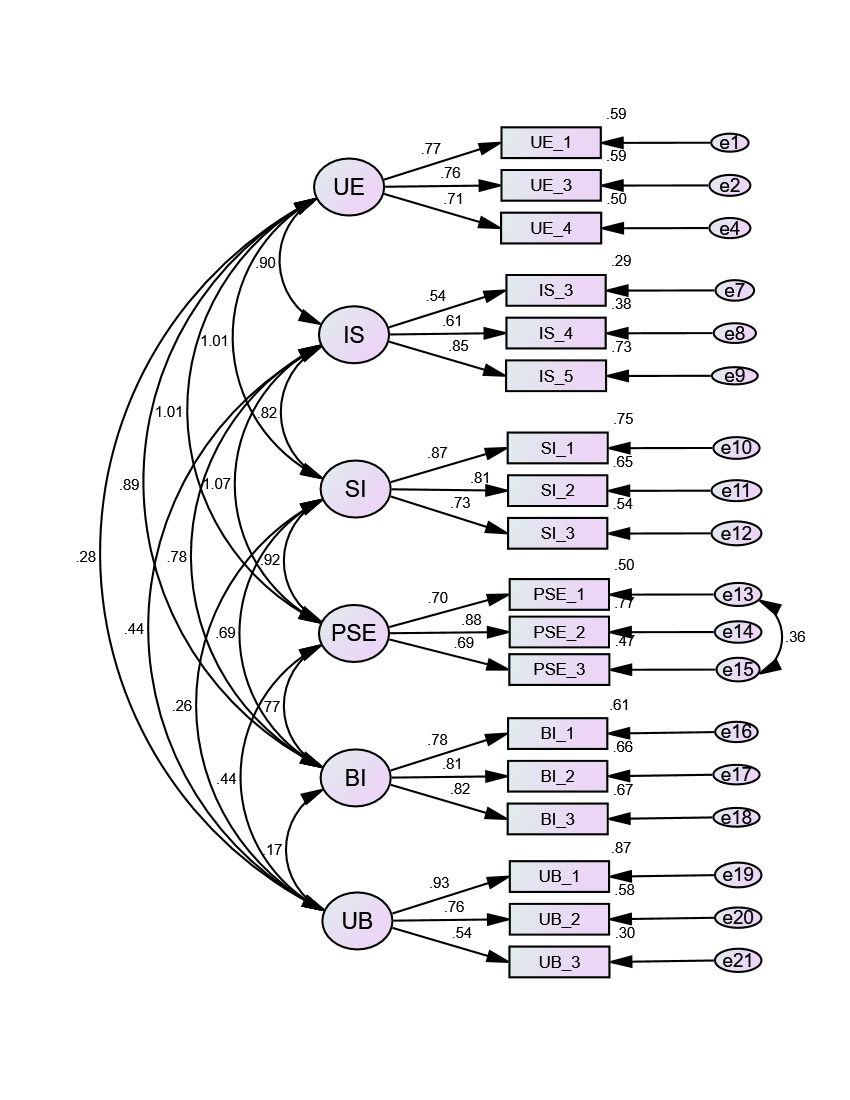 .59
.77 UE_1 e1
.59
UE .76 UE_3 e2
.50
.71 UE_4 e4
.90
.29
.54 IS_3 e7
.38
IS .61 IS_4 e8
.73
.85 IS_5 e9
1.01
1.01 .82
.75
.87 SI_1 e10
.65
SI .81 SI_2 e11
.54
.73 SI_3 e12
.89 1.07
.28 .78 .92
.50
.70 PSE_1 e13
.77
PSE .88 PSE_2 e14 .36
.47
.69 PSE_3 e15
.44 .69
.26 .77
.61
.78 BI_1 e16
.66
BI .81 BI_2 e17
.67
.82 BI_3 e18
.44
.17
.87
.93 UB_1 e19
.58
UB .76 UB_2 e20
.30
.54 UB_3 e21